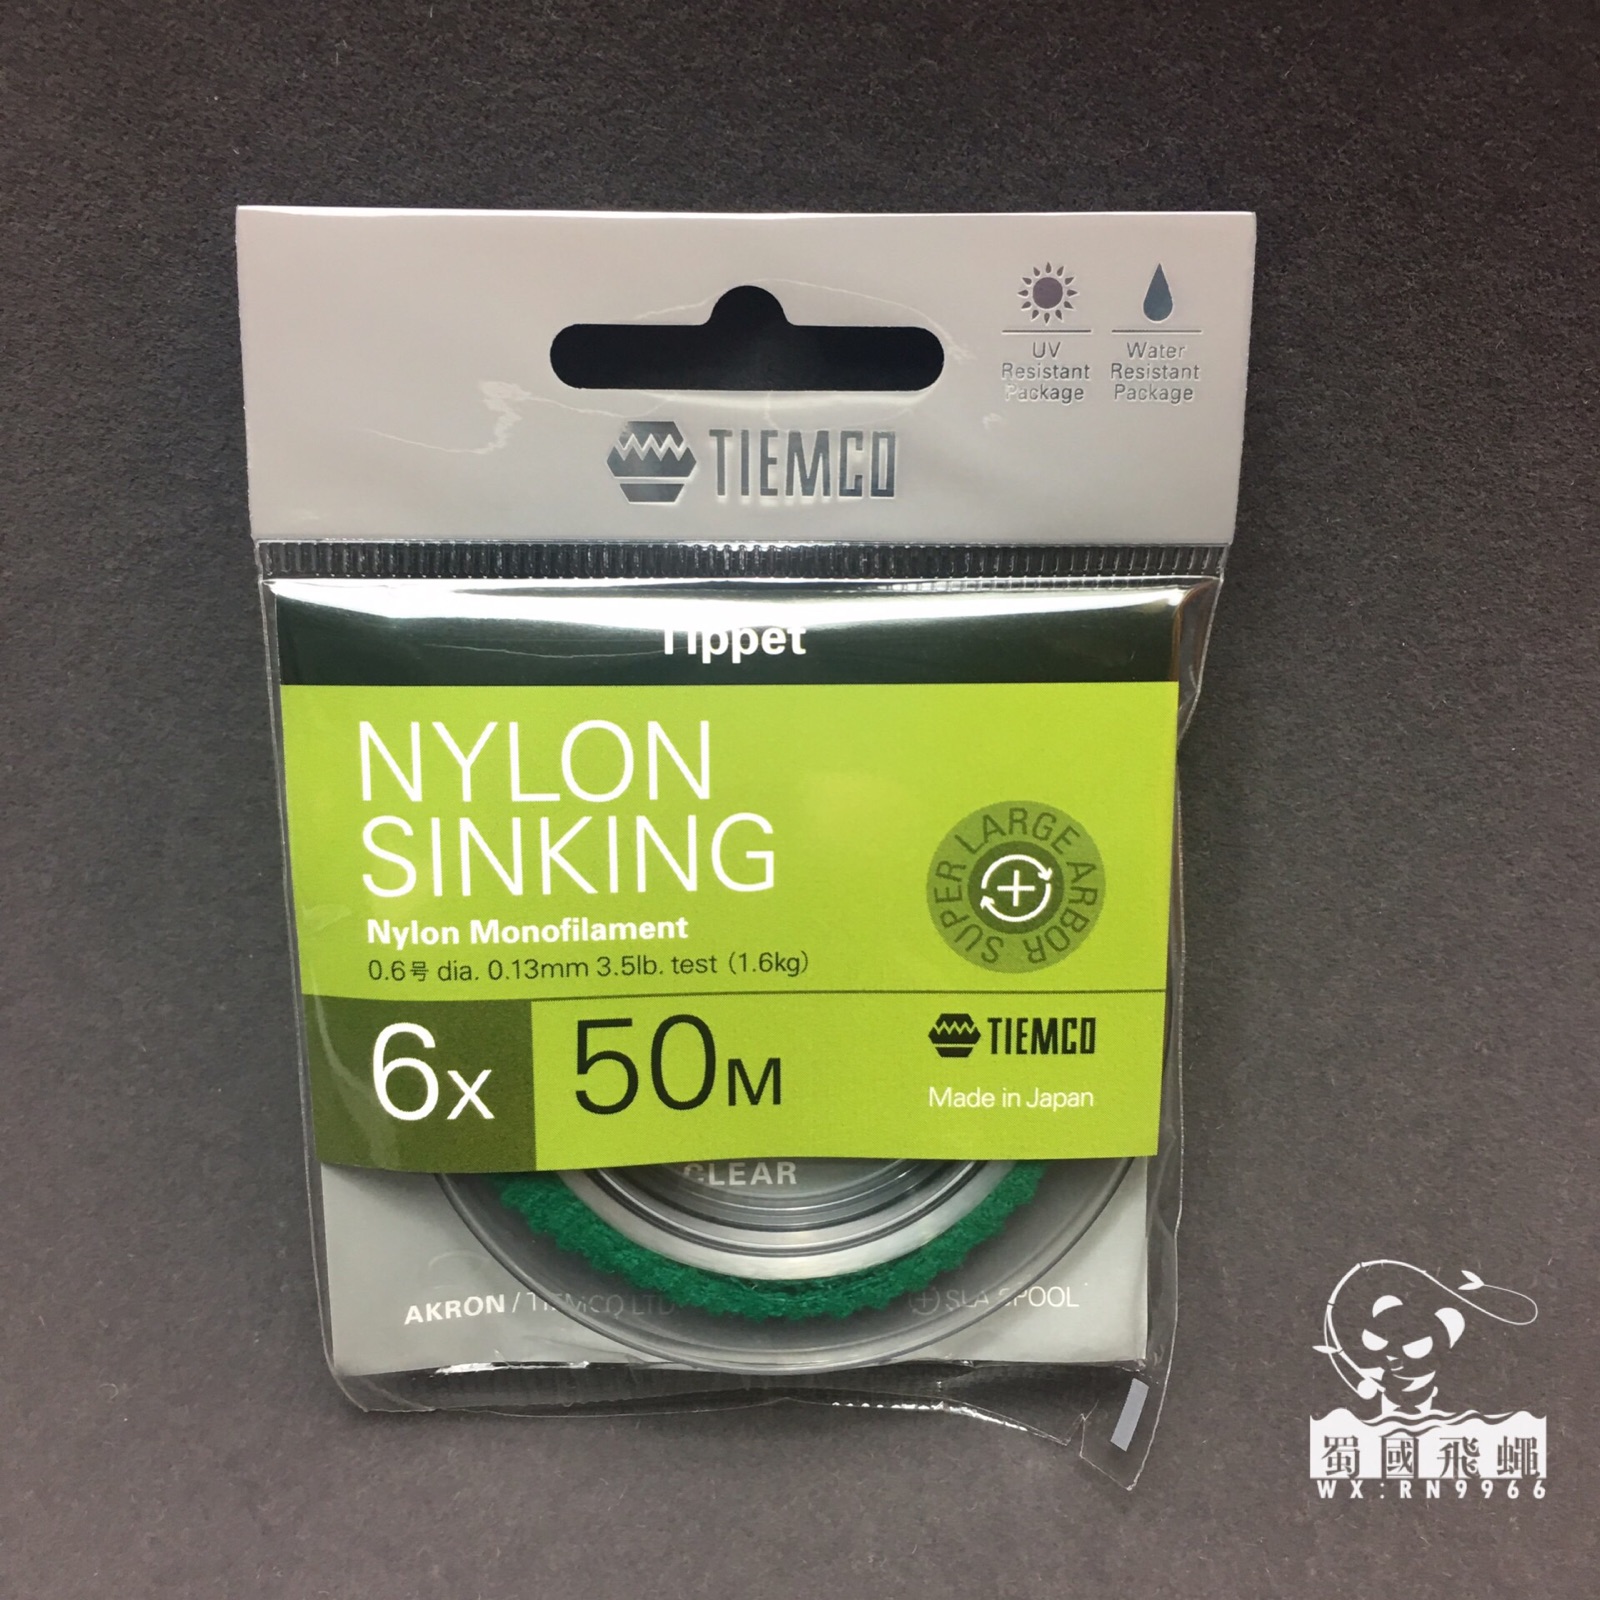 UV
Resistant
Package
Water
Resistant
Package
TIEMCO
Tippet
NYLON
SINKING
Nylon Monofilament
0.6号 dia. 0.13mm 3.5lb. test (1.6kg)
SUPER LARGE ARBOR
6X
50M
TIEMCO
Made in Japan
CLEAR
AKRON / TIEMCO LTD
SLA SPOOL
蜀國飛蠅
WX:RN9966